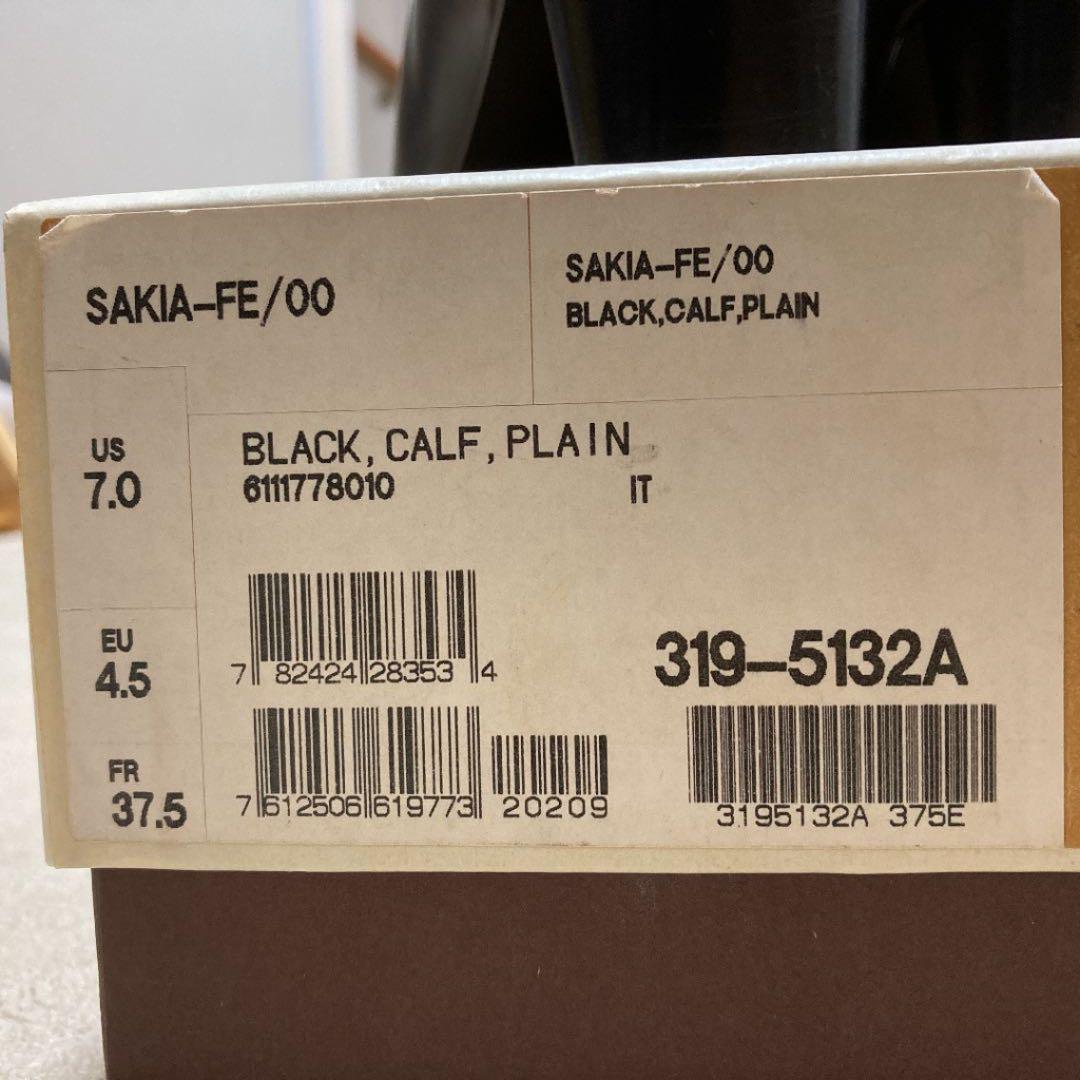 SAKIA-FE/00
SAKIA-FE/00
BLACK,CALF,PLAIN
US
7.0
BLACK,CALF,PLAIN
6111778010 IT
EU
4.5
7 82424 28353 4
319-5132A
FR
37.5
7 612506 619773 20209
3195132A 375E